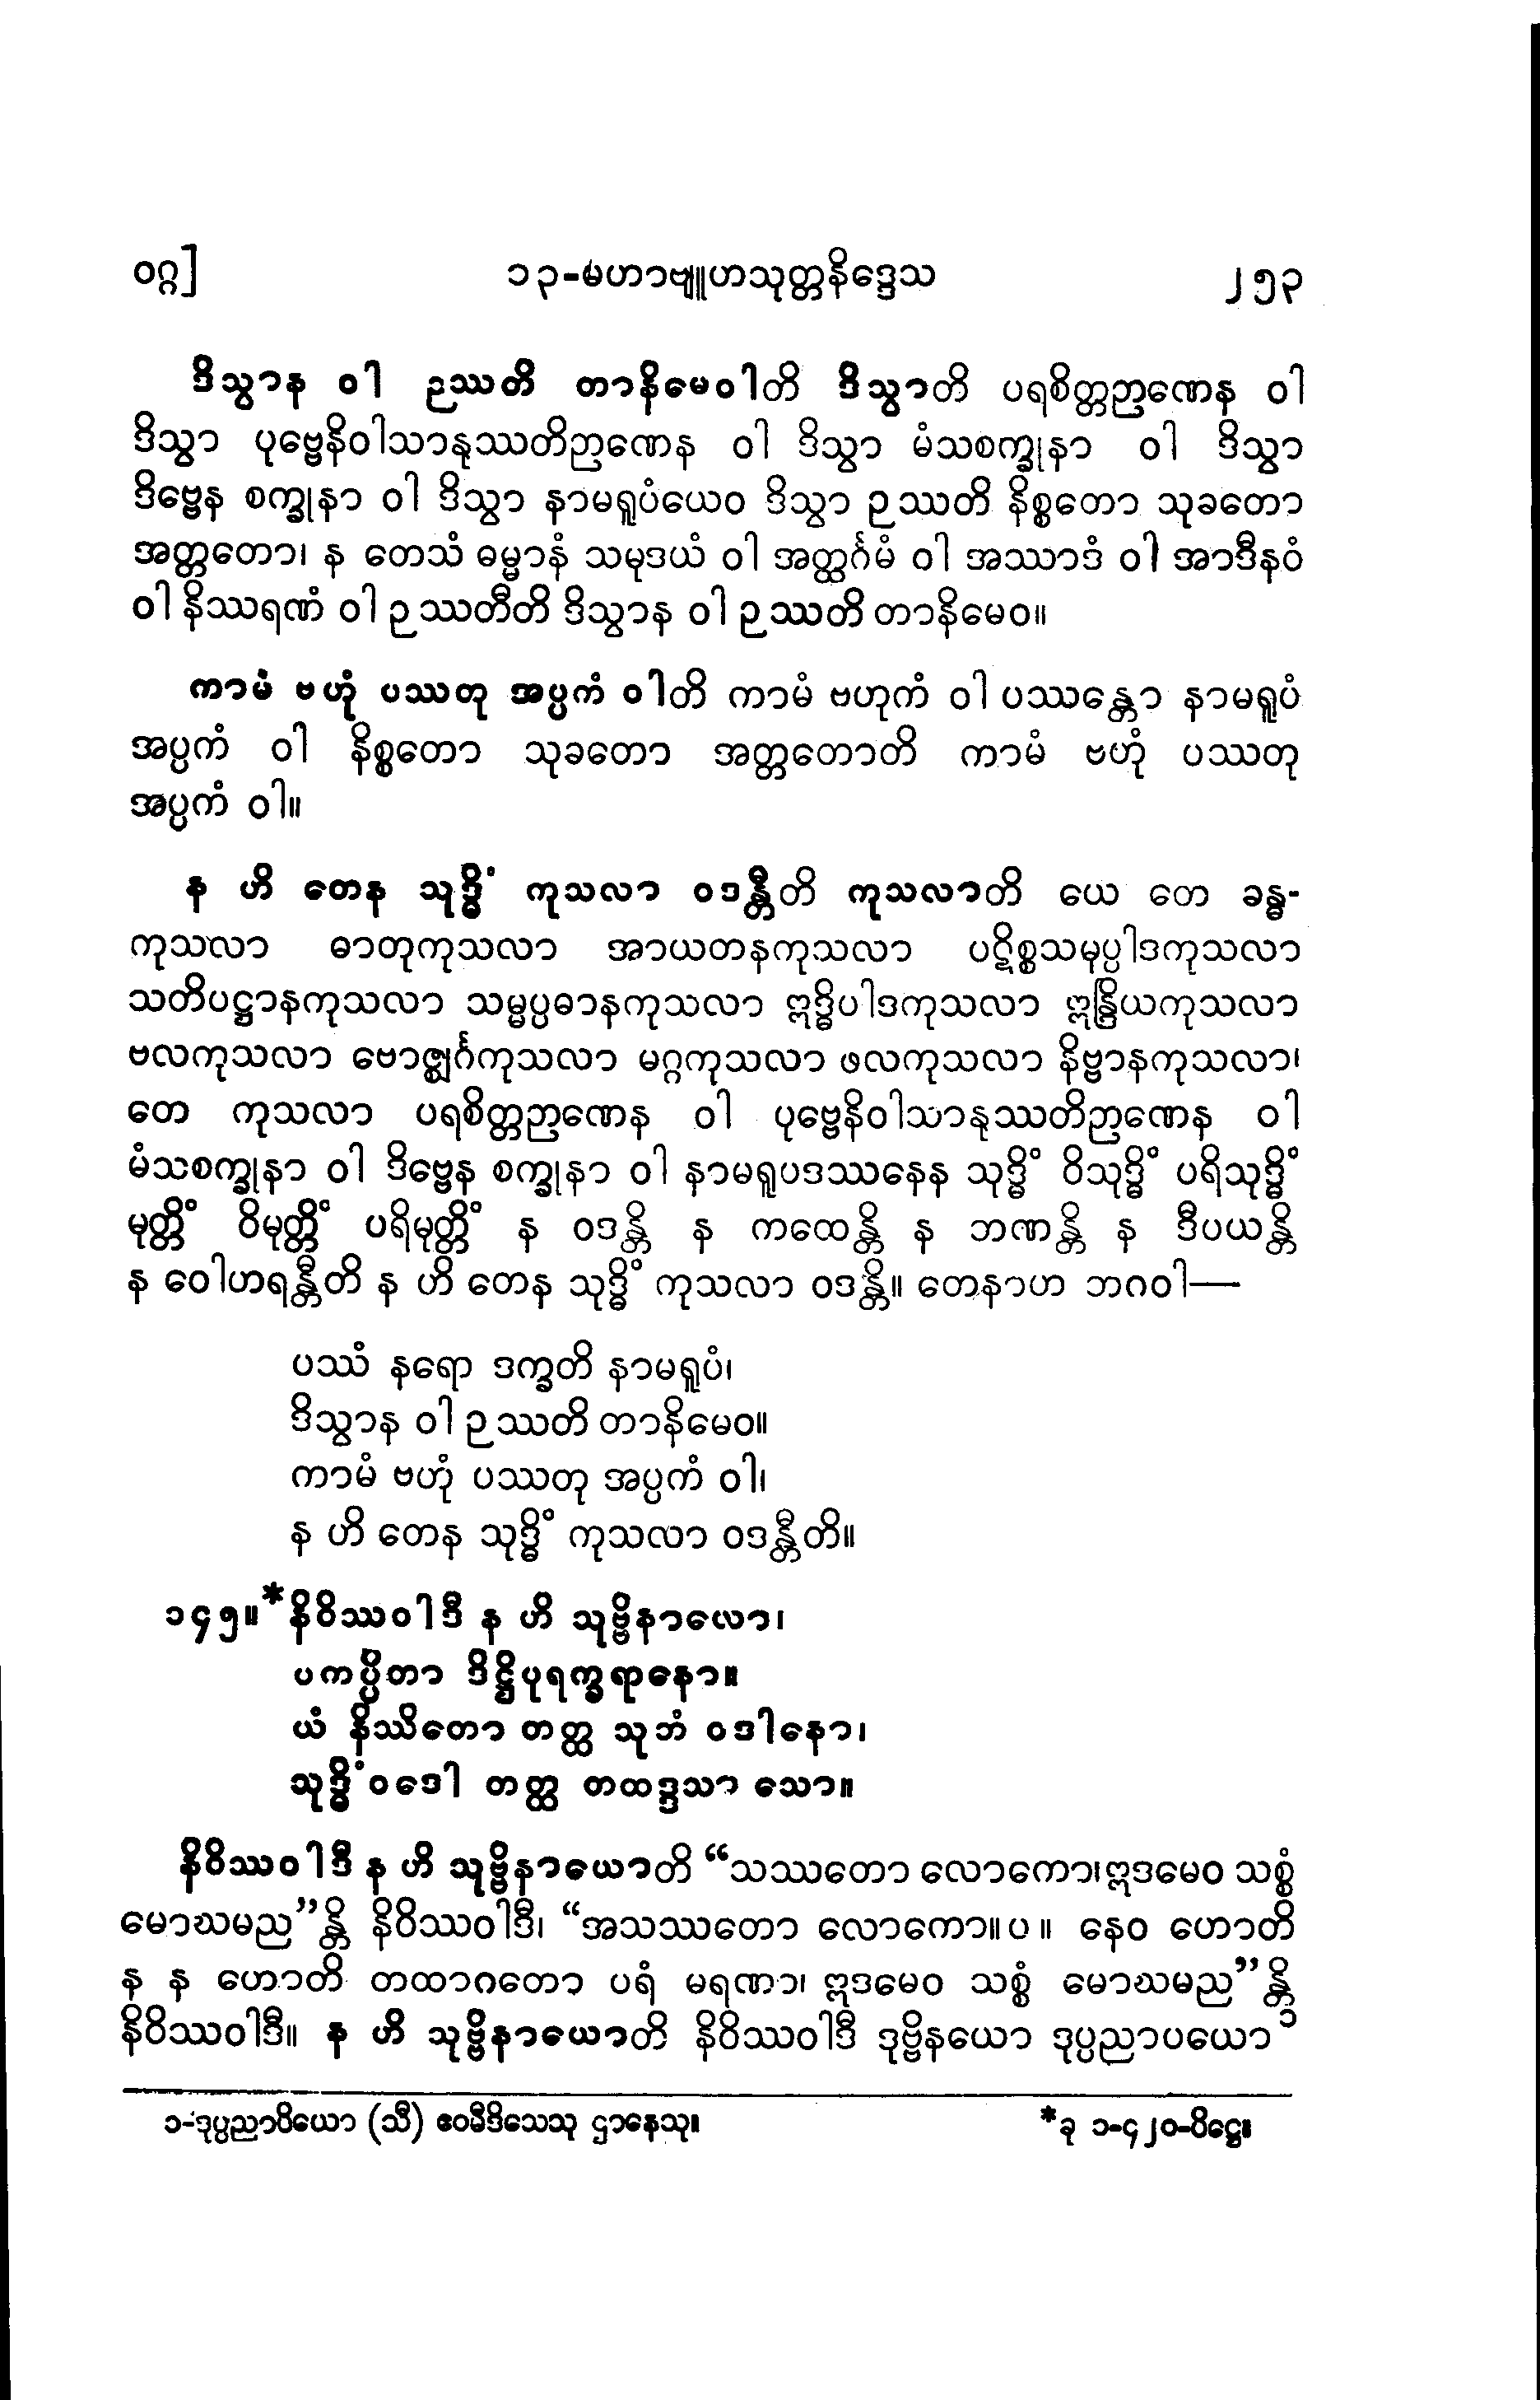 ဝဂ္ဂ]
၁၃-မဟာဗျူဟသုတ္တနိဒ္ဒေသ
၂၅၃
ဒိသွာန ဝါ ဉဿတိ တာနိမေဝါတိ ဒိသွာတိ ပရစိတ္တဉာဏေန ဝါ
ဒိသွာ ပုဗ္ဗေနိဝါသာနုဿတိဉာဏေန ဝါ ဒိသွာ မံသစက္ခုနာ ဝါ ဒိသွာ
ဒိဗ္ဗေန စက္ခုနာ ဝါ ဒိသွာ နာမရူပံယေဝ ဒိသွာ ဉဿတိ နိစ္စတော သုခတော
အတ္တတော၊ န တေသံ ဓမ္မာနံ သမုဒယံ ဝါ အတ္ထင်္ဂမံ ဝါ အဿာဒံ ဝါ အာဒီနဝံ
ဝါ နိဿရဏံ ဝါ ဉဿတီတိ ဒိသွာန ဝါ ဉဿတိ တာနိမေဝ။
ကာမံ ဗဟုံ ပဿတု အပ္ပကံ ဝါတိ ကာမံ ဗဟုကံ ဝါ ပဿန္တော နာမရူပံ
အပ္ပကံ ဝါ နိစ္စတော သုခတော အတ္တတောတိ ကာမံ ဗဟုံ ပဿတု
အပ္ပကံ ဝါ။
န ဟိ တေန သုဒ္ဓိံ ကုသလာ ဝဒန္တီတိ ကုသလာတိ ယေ တေ ခန္ဓ-
ကုသလာ ဓာတုကုသလာ အာယတနကုသလာ ပဋိစ္စသမုပ္ပါဒကုသလာ
သတိပဋ္ဌာနကုသလာ သမ္မပ္ပဓာနကုသလာ ဣဒ္ဓိပါဒကုသလာ ဣန္ဒြိယကုသလာ
ဗလကုသလာ ဗောဇ္ဈင်္ဂကုသလာ မဂ္ဂကုသလာ ဖလကုသလာ နိဗ္ဗာနကုသလာ၊
တေ ကုသလာ ပရစိတ္တဉာဏေန ဝါ ပုဗ္ဗေနိဝါသာနုဿတိဉာဏေန ဝါ
မံသစက္ခုနာ ဝါ ဒိဗ္ဗေန စက္ခုနာ ဝါ နာမရူပဒဿနေန သုဒ္ဓိံ ဝိသုဒ္ဓိံ ပရိသုဒ္ဓိံ
မုတ္တိံ ဝိမုတ္တိံ ပရိမုတ္တိံ န ဝဒန္တိ န ကထေန္တိ န ဘဏန္တိ န ဒီပယန္တိ
န ဝေါဟရန္တီတိ န ဟိ တေန သုဒ္ဓိံ ကုသလာ ဝဒန္တိ။ တေနာဟ ဘဂဝါ—
ပဿံ နရော ဒက္ခတိ နာမရူပံ၊
ဒိသွာန ဝါ ဉဿတိ တာနိမေဝ။
ကာမံ ဗဟုံ ပဿတု အပ္ပကံ ဝါ၊
န ဟိ တေန သုဒ္ဓိံ ကုသလာ ဝဒန္တီတိ။
၁၄၅။*နိဝိဿဝါဒီ န ဟိ သုဗ္ဗိနာယော၊
ပကပ္ပိတာ ဒိဋ္ဌိပုရက္ခရာနော။
ယံ နိဿိတော တတ္ထ သုဘံ ဝဒါနော၊
သုဒ္ဓိံဝဒေါ တတ္ထ တထဒ္ဒသာ သော။
နိဝိဿဝါဒီ န ဟိ သုဗ္ဗိနာယောတိ “သဿတော လောကော၊ဣဒမေဝ သစ္စံ
မောဃမည”န္တိ နိဝိဿဝါဒီ၊ “အသဿတော လောကော။ပ။ နေဝ ဟောတိ
န န ဟောတိ တထာဂတော ပရံ မရဏာ၊ ဣဒမေဝ သစ္စံ မောဃမည”န္တိ
နိဝိဿဝါဒီ။ န ဟိ သုဗ္ဗိနာယောတိ နိဝိဿဝါဒီ ဒုဗ္ဗိနယော ဒုပ္ပညာပယော ၁
၁-ဒုပ္ပညာပိယော (သီ) ဧဝမီဒိသေသု ဌာနေသု။
*ခု ၁-၄၂၀-ပိဋ္ဌေ။